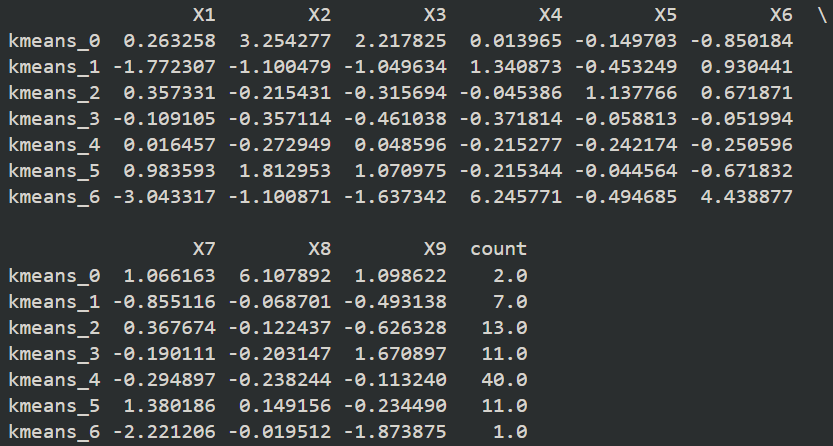 X1        X2        X3        X4        X5        X6  \
kmeans_0  0.263258  3.254277  2.217825  0.013965 -0.149703 -0.850184
kmeans_1 -1.772307 -1.100479 -1.049634  1.340873 -0.453249  0.930441
kmeans_2  0.357331 -0.215431 -0.315694 -0.045386  1.137766  0.671871
kmeans_3 -0.109105 -0.357114 -0.461038 -0.371814 -0.058813 -0.051994
kmeans_4  0.016457 -0.272949  0.048596 -0.215277 -0.242174 -0.250596
kmeans_5  0.983593  1.812953  1.070975 -0.215344 -0.044564 -0.671832
kmeans_6 -3.043317 -1.100871 -1.637342  6.245771 -0.494685  4.438877

                X7        X8        X9  count
kmeans_0  1.066163  6.107892  1.098622    2.0
kmeans_1 -0.855116 -0.068701 -0.493138    7.0
kmeans_2  0.367674 -0.122437 -0.626328   13.0
kmeans_3 -0.190111 -0.203147  1.670897   11.0
kmeans_4 -0.294897 -0.238244 -0.113240   40.0
kmeans_5  1.380186  0.149156 -0.234490   11.0
kmeans_6 -2.221206 -0.019512 -1.873875    1.0